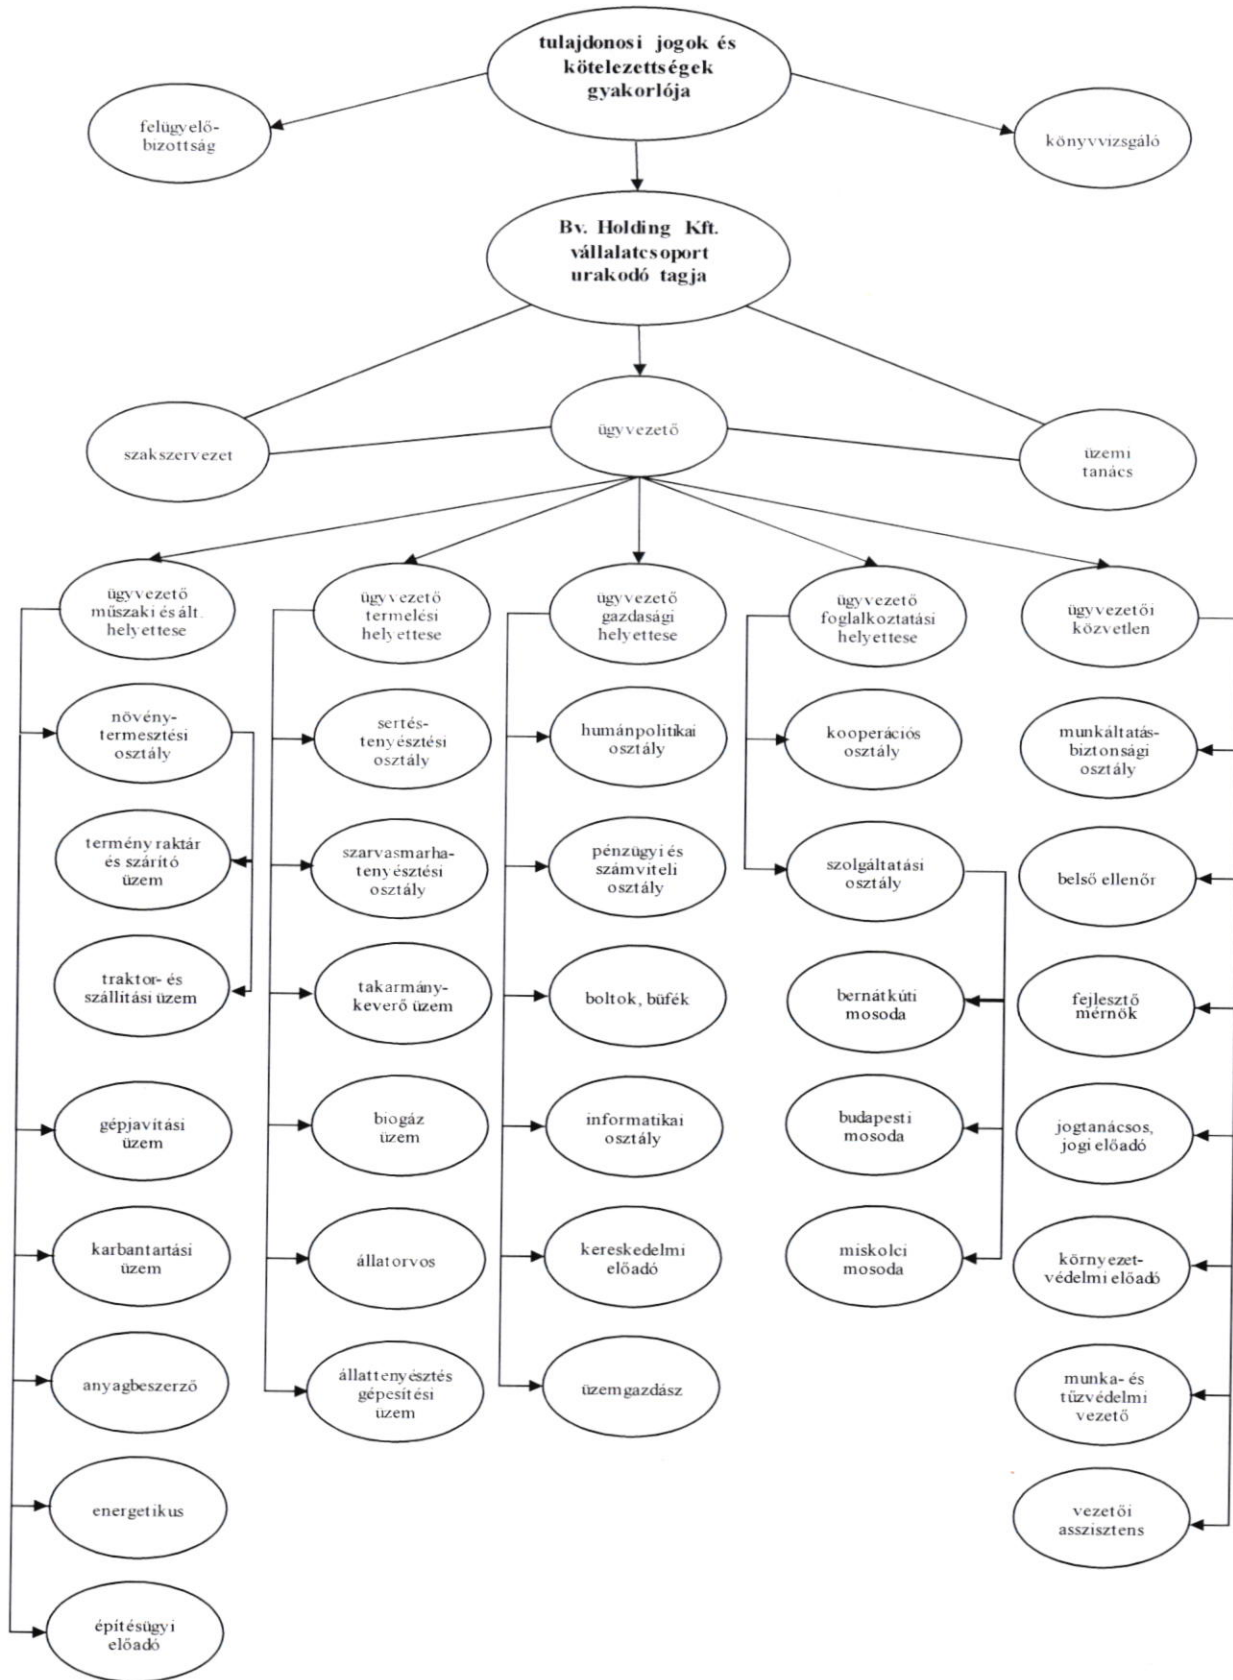 tulajdonosi jogok és
kötelezettségek
gyakorlója
felügyelő-
bizottság
könyvvizsgáló
Bv. Holding Kft.
vállalatcsoport
urakodó tagja
szakszervezet
ügyvezető
üzemi
tanács
ügyvezető
műszaki és ált.
helyettese
ügyvezető
termelési
helyettese
ügyvezető
gazdasági
helyettese
ügyvezető
foglalkoztatási
helyettese
ügyvezetői
közvetlen
növény-
termesztési
osztály
sertés-
tenyésztési
osztály
humánpolitikai
osztály
kooperációs
osztály
munkáltatás-
biztonsági
osztály
terményraktár
és szárító
üzem
szarvasmarha-
tenyésztési
osztály
pénzügyi és
számviteli
osztály
szolgáltatási
osztály
belső ellenőr
traktor- és
szállítási üzem
takarmány-
keverő üzem
boltok, büfék
bernátkúti
mosoda
fejlesztő
mérnök
gépjavítási
üzem
biogáz
üzem
informatikai
osztály
budapesti
mosoda
jogtanácsos,
jogi előadó
karbantartási
üzem
állatorvos
kereskedelmi
előadó
miskolci
mosoda
környezet-
védelmi előadó
anyagbeszerző
állattenyésztés
gépesítési
üzem
üzemgazdász
munka- és
tűzvédelmi
vezető
energetikus
vezetői
asszisztens
építésügyi
előadó